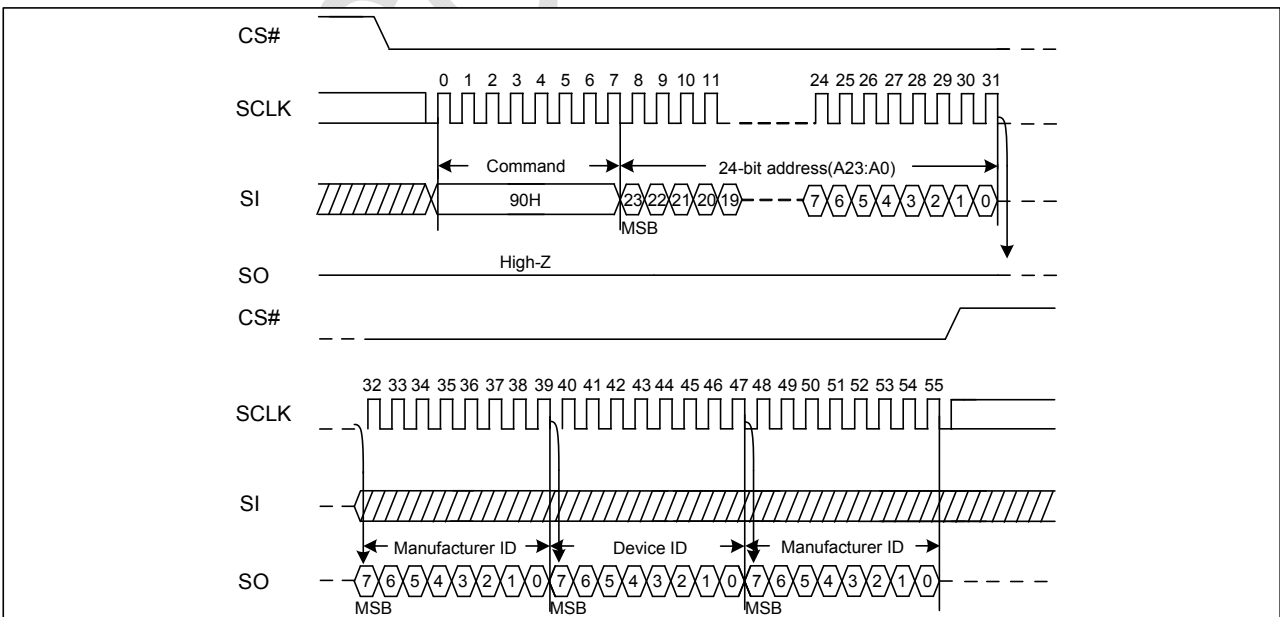 CS#
0 1 2 3 4 5 6 7 8 9 10 11 24 25 26 27 28 29 30 31
SCLK
Command 24-bit address(A23:A0)
SI 90H 23 22 21 20 19 7 6 5 4 3 2 1 0
MSB
High-Z
SO
CS#
32 33 34 35 36 37 38 39 40 41 42 43 44 45 46 47 48 49 50 51 52 53 54 55
SCLK
SI
Manufacturer ID Device ID Manufacturer ID
SO 7 6 5 4 3 2 1 0 7 6 5 4 3 2 1 0 7 6 5 4 3 2 1 0
MSB MSB MSB